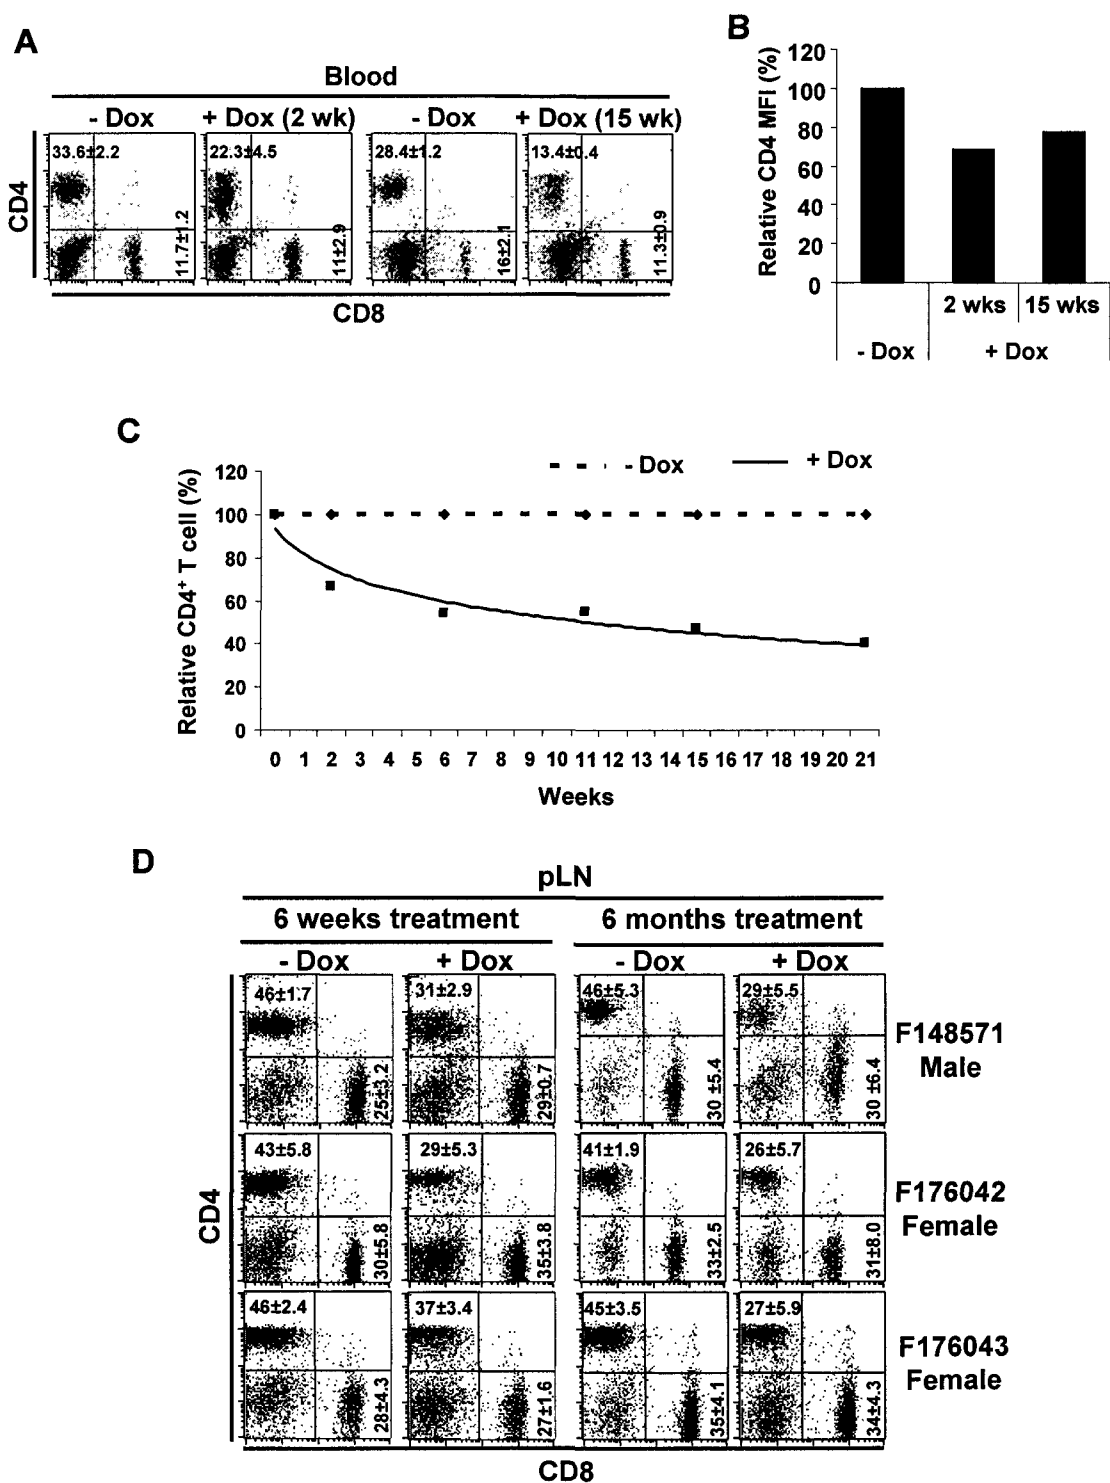 A
Blood
- Dox + Dox (2 wk) - Dox + Dox (15 wk)
33.6±2.2 22.3±4.5 28.4±1.2 13.4±0.4
11.7±1.2 11±2.9 16±2.1 11.3±0.9
CD4
CD8
B
Relative CD4 MFI (%)
120
100
80
60
40
20
0
2 wks 15 wks
- Dox + Dox
C
- Dox + Dox
Relative CD4⁺ T cell (%)
120
100
80
60
40
20
0
0 1 2 3 4 5 6 7 8 9 10 11 12 13 14 15 16 17 18 19 20 21
Weeks
D
pLN
6 weeks treatment 6 months treatment
- Dox + Dox - Dox + Dox
46±1.7 31±2.9 46±5.3 29±5.5
25±3.2 29±0.7 30 ±5.4 30 ±6.4
F148571
Male
43±5.8 29±5.3 41±1.9 26±5.7
30±5.8 35±3.8 33±2.5 31±8.0
F176042
Female
46±2.4 37±3.4 45±3.5 27±5.9
28±4.3 27±1.6 35±4.1 34±4.3
F176043
Female
CD4
CD8